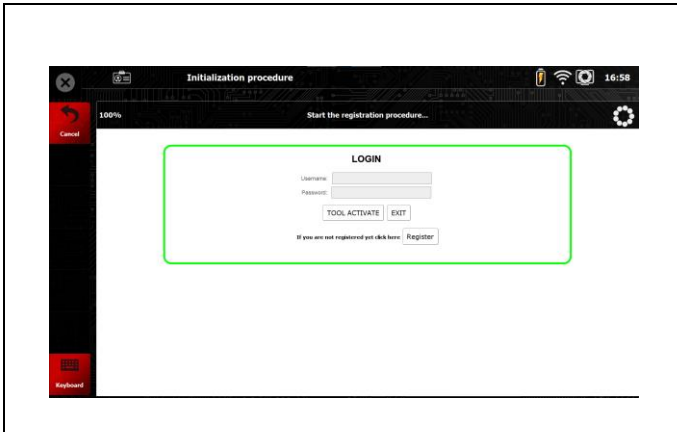 Initialization procedure 16:58
Cancel
100% Start the registration procedure...
LOGIN
Username:
Password:
TOOL ACTIVATE EXIT
If you are not registered yet click here Register
Keyboard